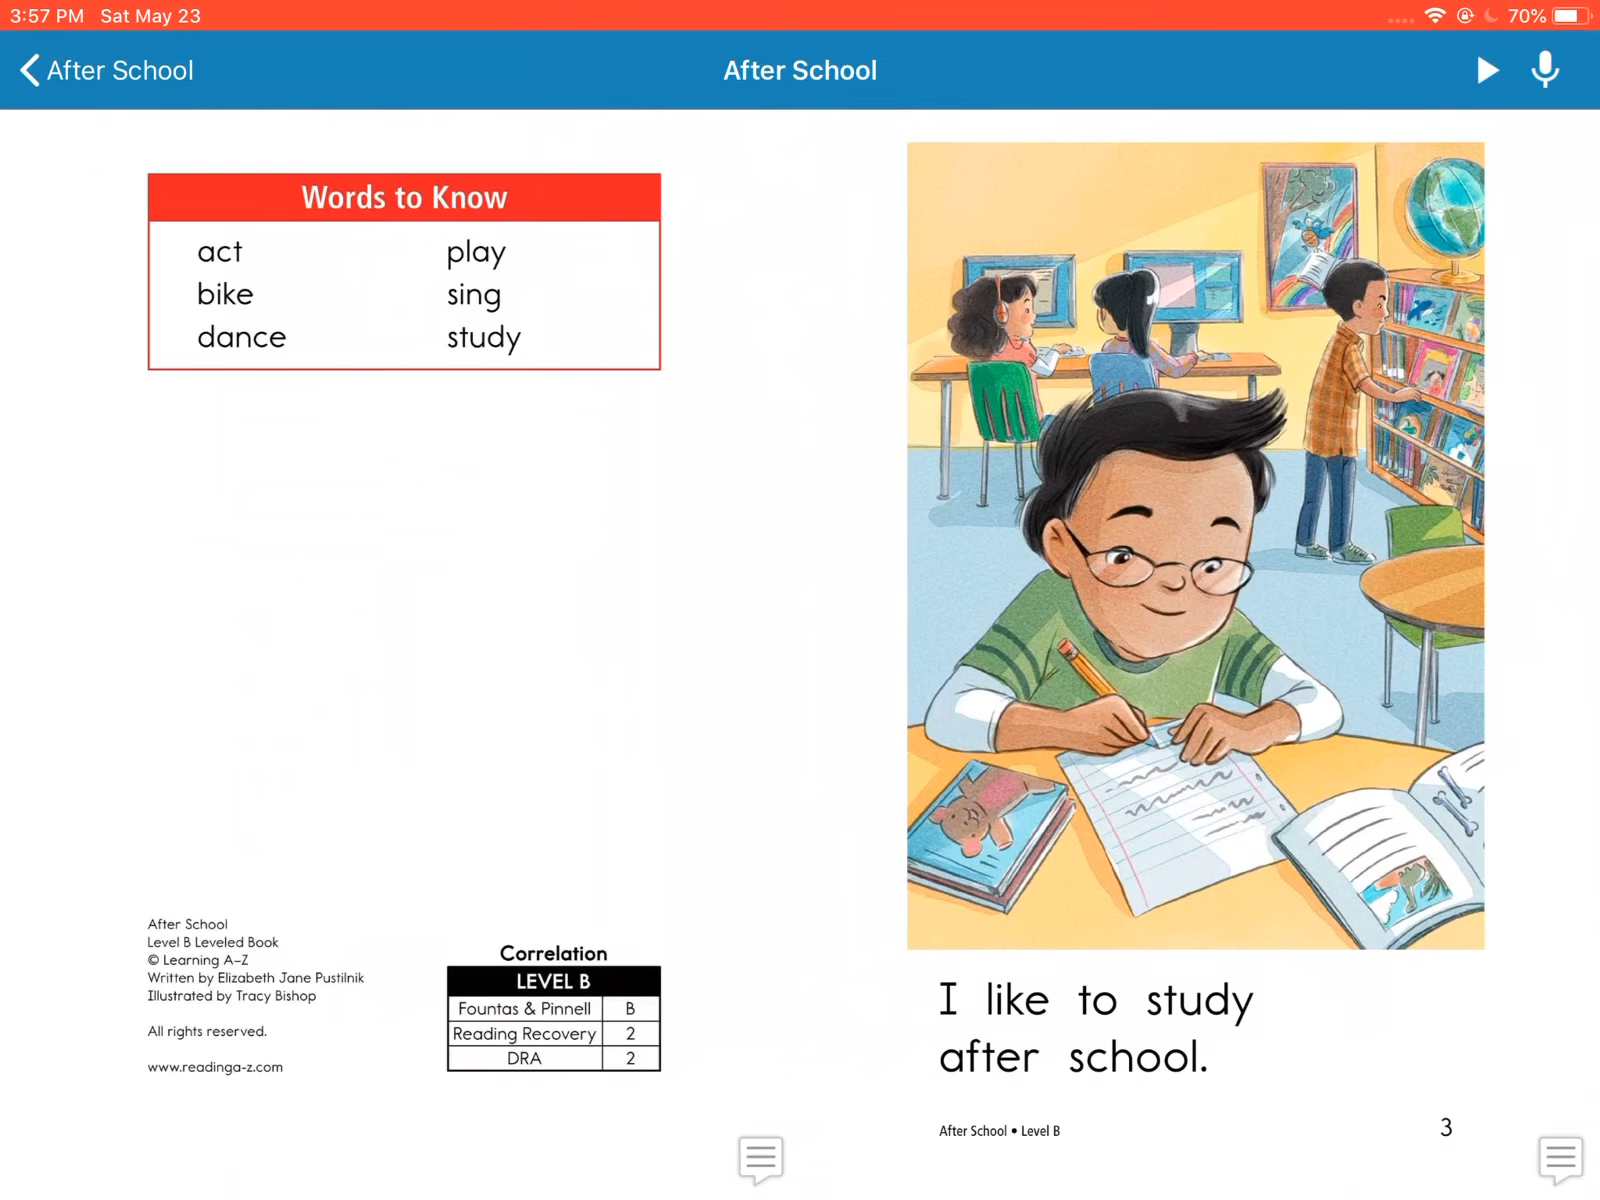 3:57 PM Sat May 23
70%
After School
After School
Words to Know
act play
bike sing
dance study
After School
Level B Leveled Book
© Learning A–Z
Written by Elizabeth Jane Pustilnik
Illustrated by Tracy Bishop
All rights reserved.
www.readinga-z.com
Correlation
LEVEL B
Fountas & Pinnell B
Reading Recovery 2
DRA 2
I like to study
after school.
After School • Level B
3